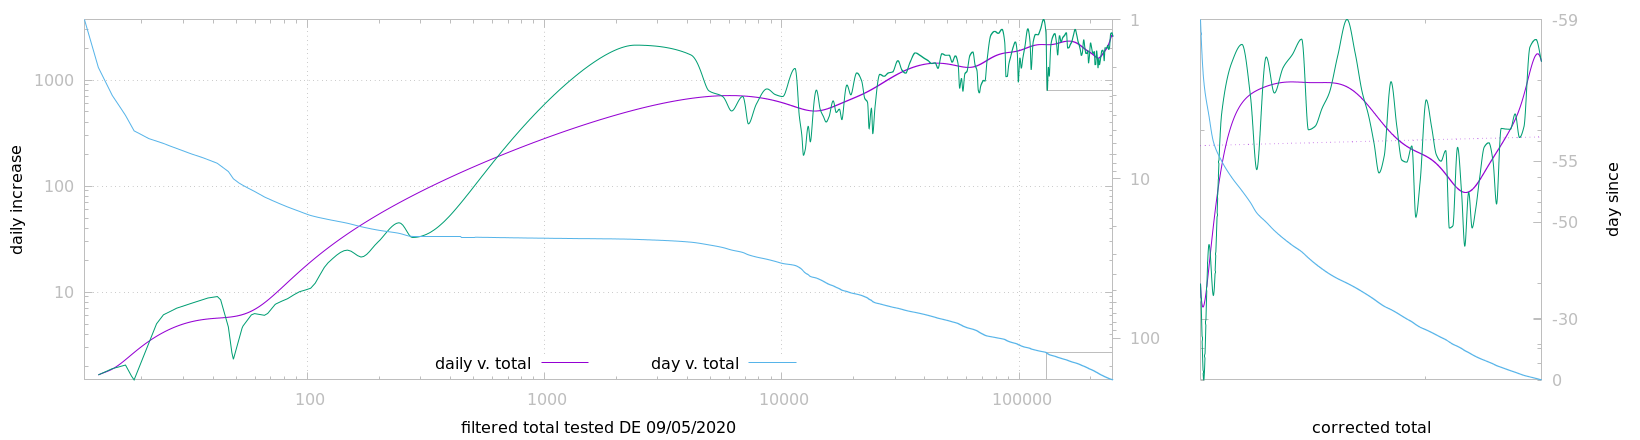 1000
100
10
daily increase
1
10
100
daily v. total
day v. total
100
1000
10000
100000
filtered total tested DE 09/05/2020
-59
-55
-50
-30
0
day since
corrected total